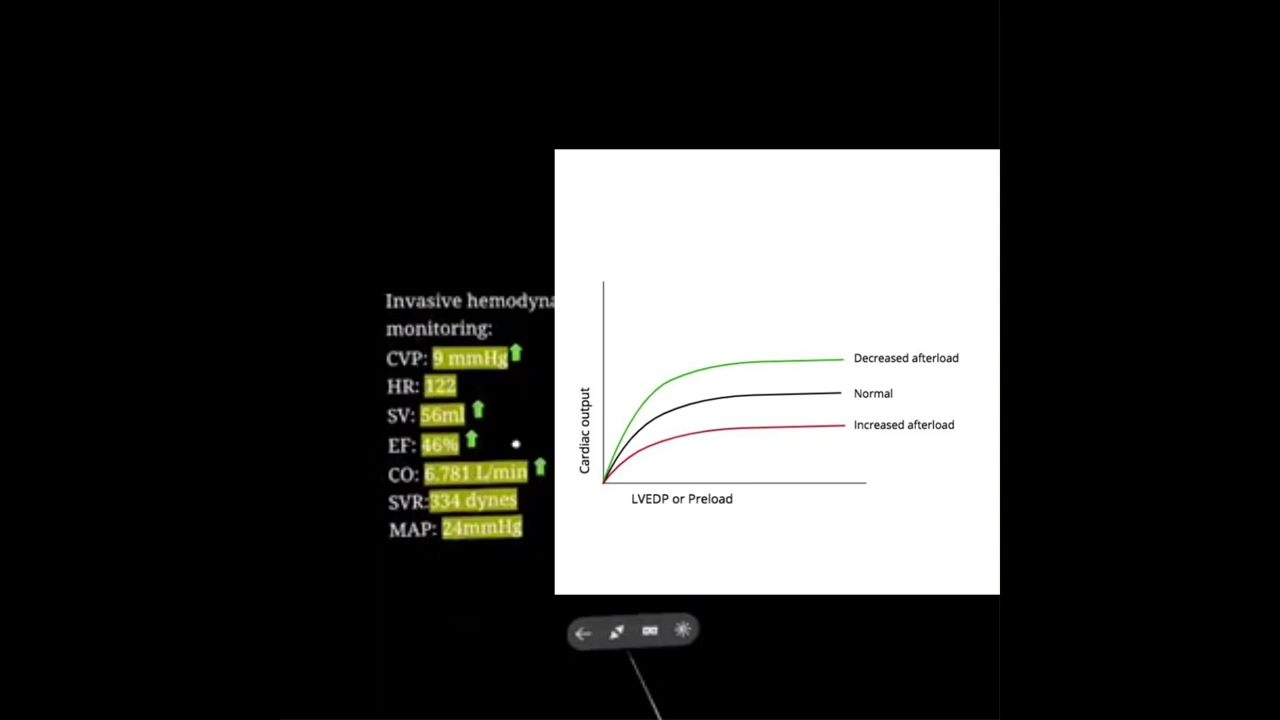 Invasive hemodyna
monitoring:
CVP: 9 mmHg
HR: 122
SV: 56ml
EF: 46%
CO: 6.781 L/min
SVR:334 dynes
MAP: 24mmHg
Cardiac output
Decreased afterload
Normal
Increased afterload
LVEDP or Preload